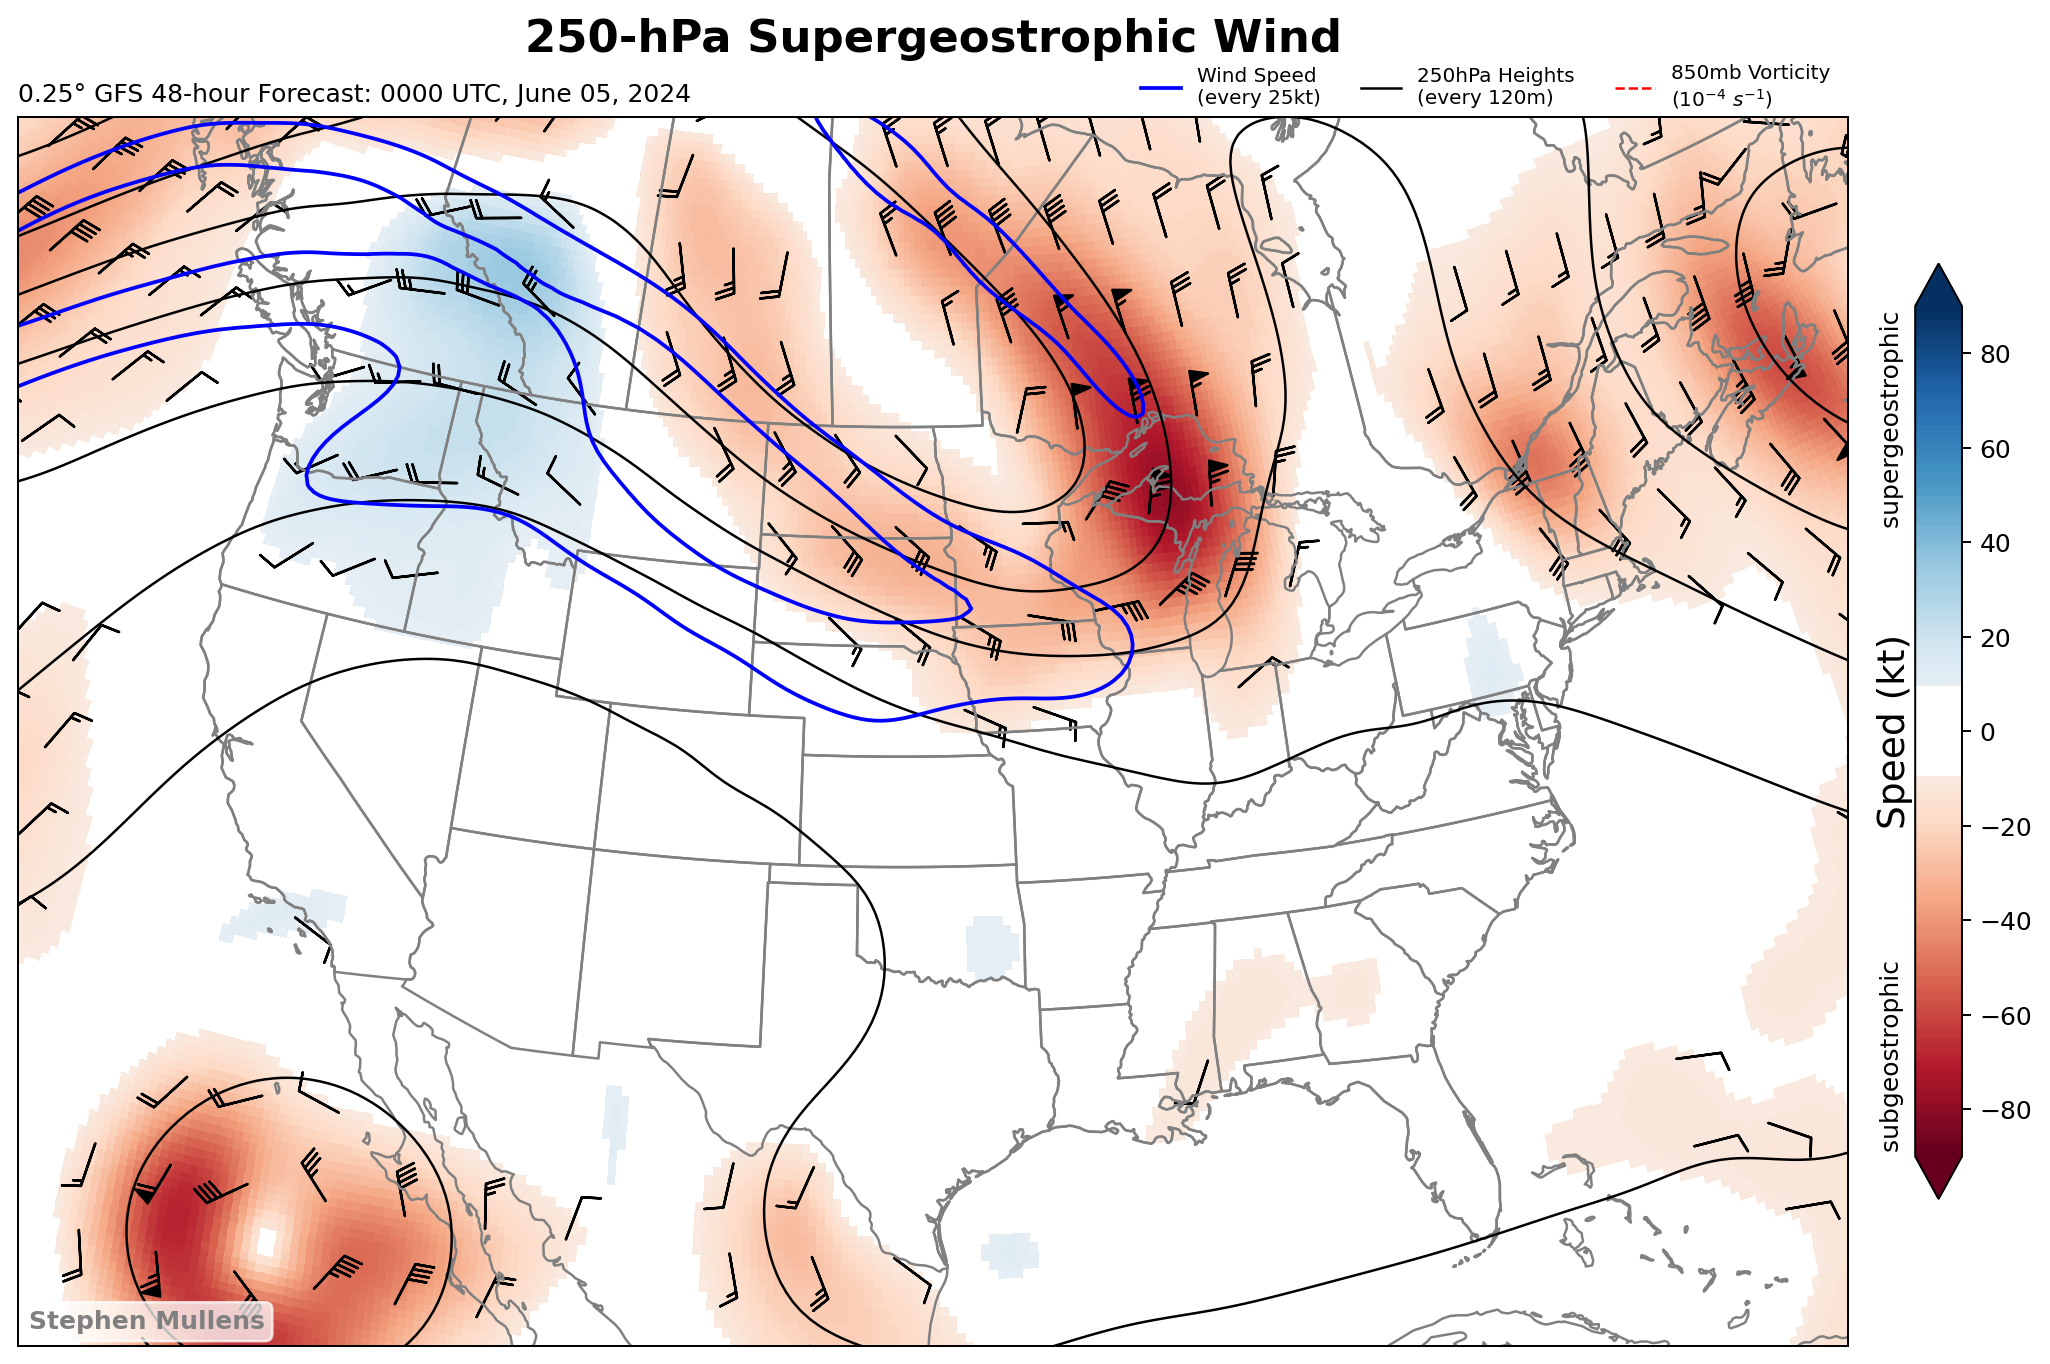 250-hPa Supergeostrophic Wind
0.25° GFS 48-hour Forecast: 0000 UTC, June 05, 2024
Wind Speed
(every 25kt)
250hPa Heights
(every 120m)
850mb Vorticity
(10⁻⁴ s⁻¹)
supergeostrophic
Speed (kt)
subgeostrophic
80
60
40
20
0
−20
−40
−60
−80
Stephen Mullens